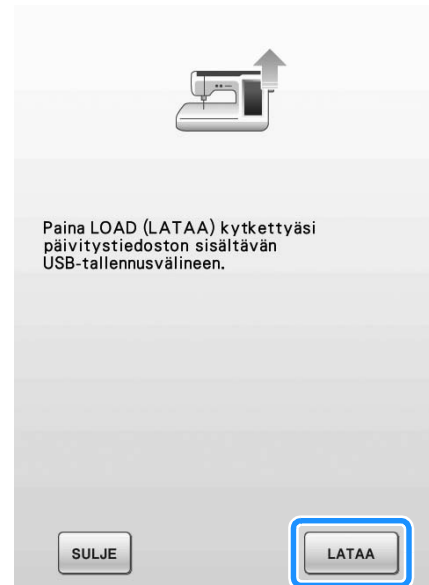 Paina LOAD (LATAA) kytkettyäsi
päivitystiedoston sisältävän
USB-tallennusvälineen.
SULJE
LATAA